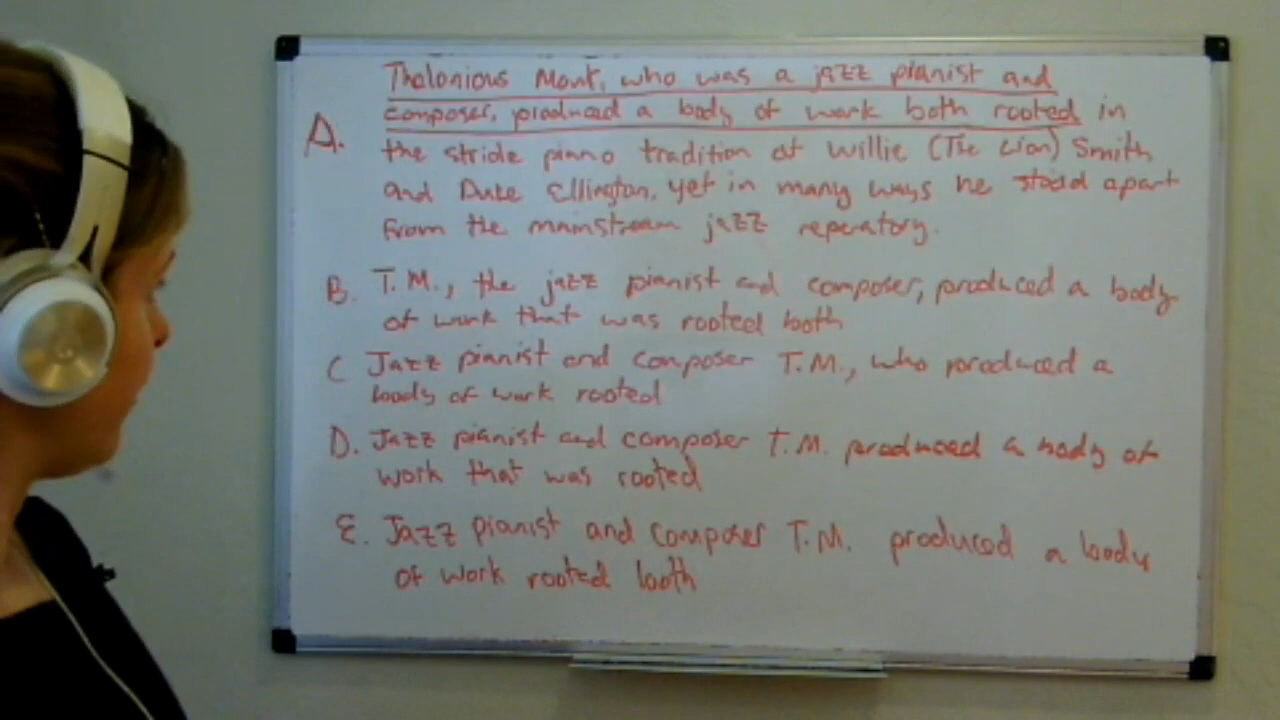 Thelonious Monk, who was a jazz pianist and
A. composer, produced a body of work both rooted in
the stride piano tradition of Willie (The Lion) Smith
and Duke Ellington, yet in many ways he stood apart
from the mainstream jazz reperatory.
B. T.M., the jazz pianist and composer, produced a body
of work that was rooted both
C Jazz pianist and composer T.M., who produced a
body of work rooted
D. Jazz pianist and composer T.M. produced a body of
work that was rooted
E. Jazz pianist and composer T.M. produced a body
of work rooted both